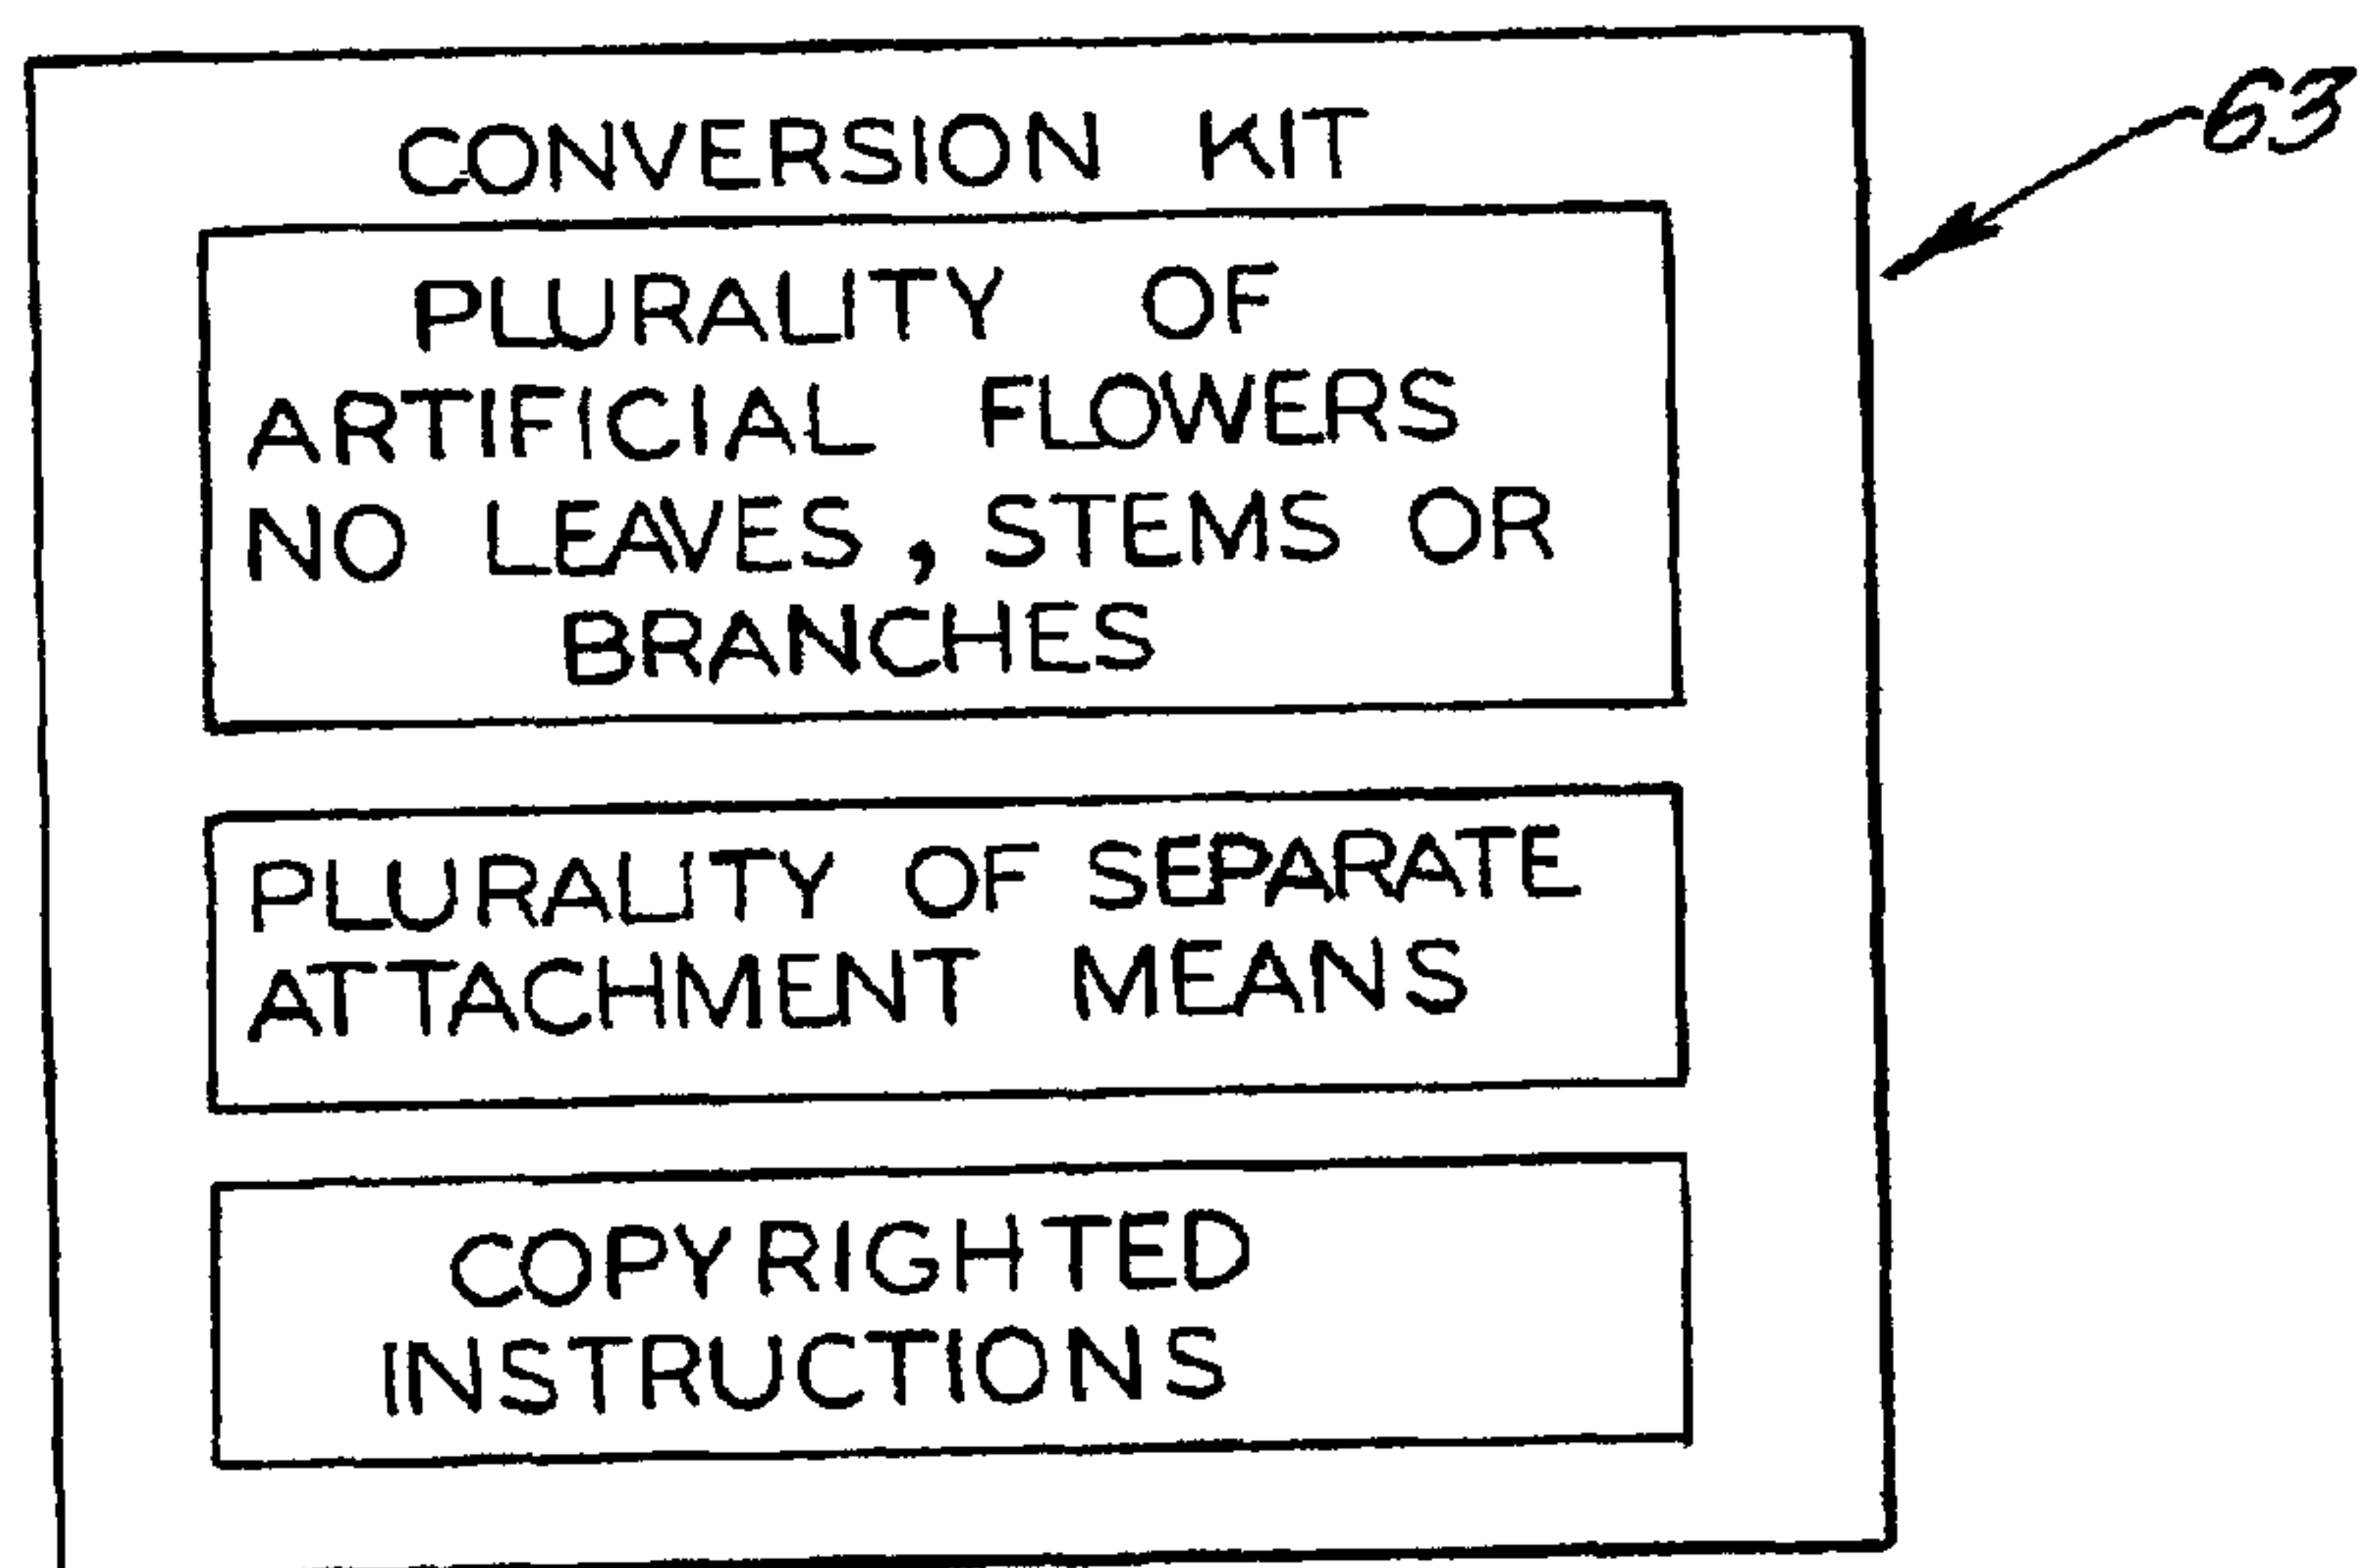 CONVERSION KIT
63
PLURALITY OF
ARTIFICIAL FLOWERS
NO LEAVES, STEMS OR
BRANCHES
PLURALITY OF SEPARATE
ATTACHMENT MEANS
COPYRIGHTED
INSTRUCTIONS